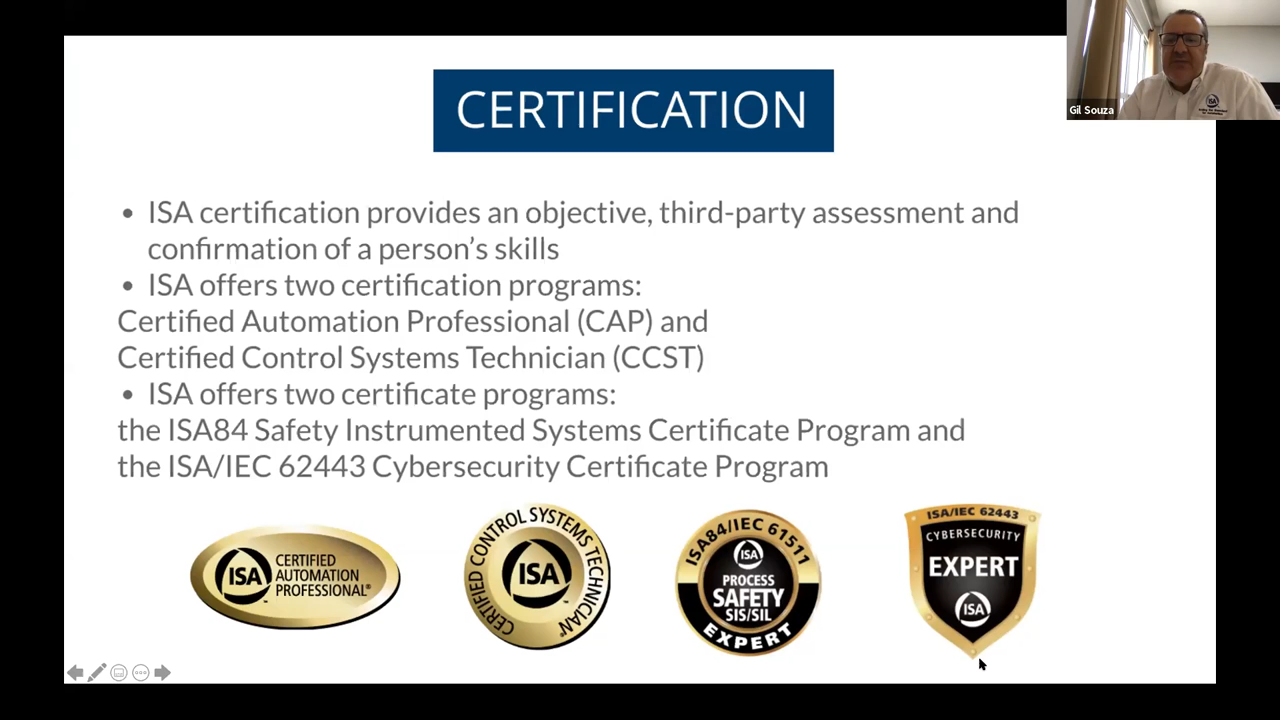 CERTIFICATION
Gil Souza
ISA
• ISA certification provides an objective, third-party assessment and
confirmation of a person's skills
• ISA offers two certification programs:
Certified Automation Professional (CAP) and
Certified Control Systems Technician (CCST)
• ISA offers two certificate programs:
the ISA84 Safety Instrumented Systems Certificate Program and
the ISA/IEC 62443 Cybersecurity Certificate Program
ISA
CERTIFIED
AUTOMATION
PROFESSIONAL®
CERTIFIED CONTROL SYSTEMS TECHNICIAN®
ISA
ISA84/IEC 61511
ISA
PROCESS
SAFETY
SIS/SIL
EXPERT
ISA/IEC 62443
CYBERSECURITY
EXPERT
ISA